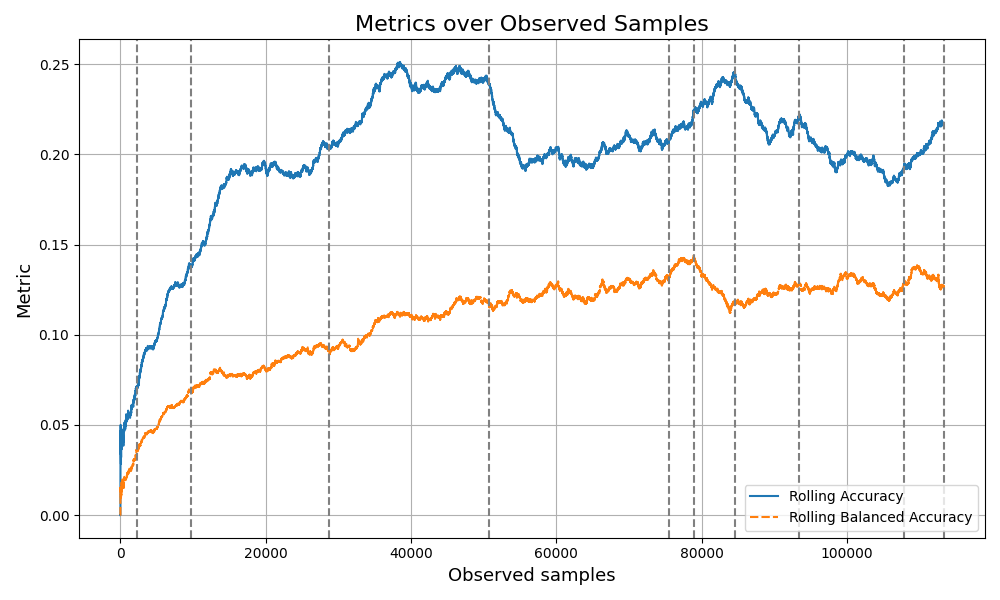 Metrics over Observed Samples
Metric
0.25
0.20
0.15
0.10
0.05
0.00
0
20000
40000
60000
80000
100000
Observed samples
Rolling Accuracy
Rolling Balanced Accuracy